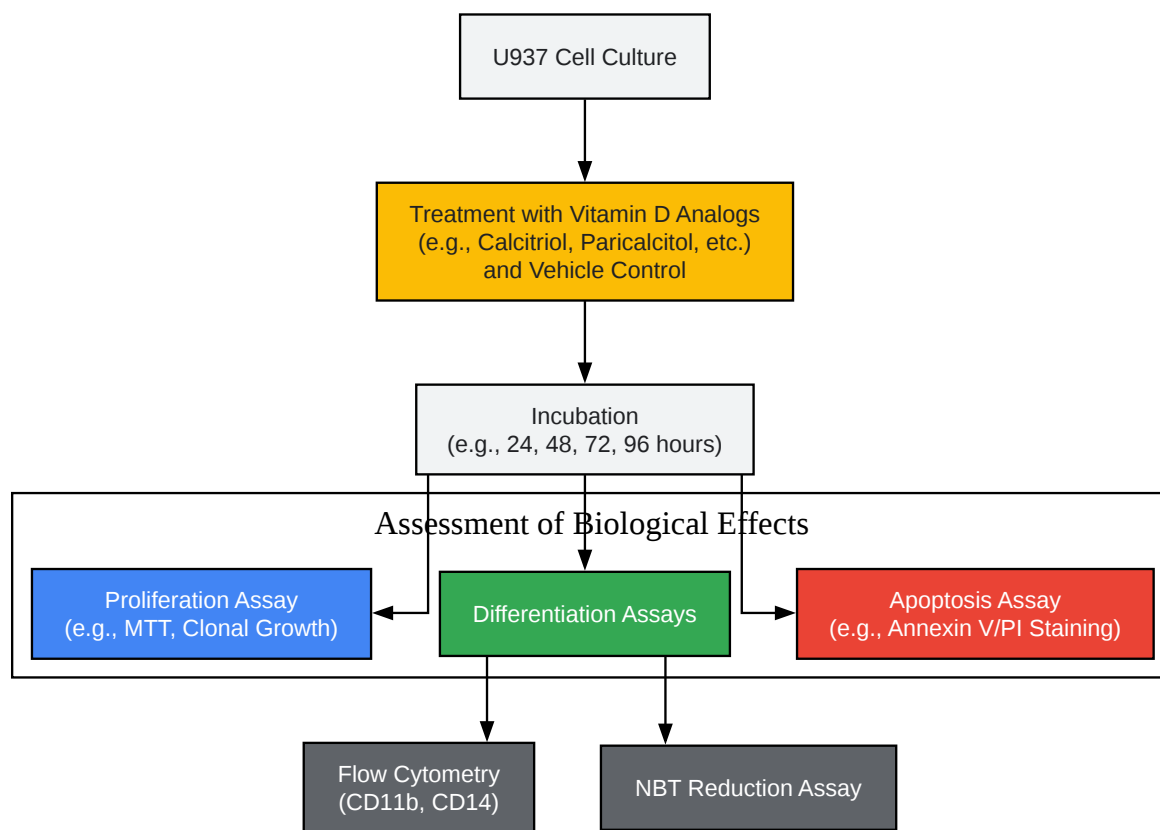 U937 Cell Culture
Treatment with Vitamin D Analogs
(e.g., Calcitriol, Paricalcitol, etc.)
and Vehicle Control
Incubation
(e.g., 24, 48, 72, 96 hours)
Assessment of Biological Effects
Proliferation Assay
(e.g., MTT, Clonal Growth)
Differentiation Assays
Apoptosis Assay
(e.g., Annexin V/PI Staining)
Flow Cytometry
(CD11b, CD14)
NBT Reduction Assay